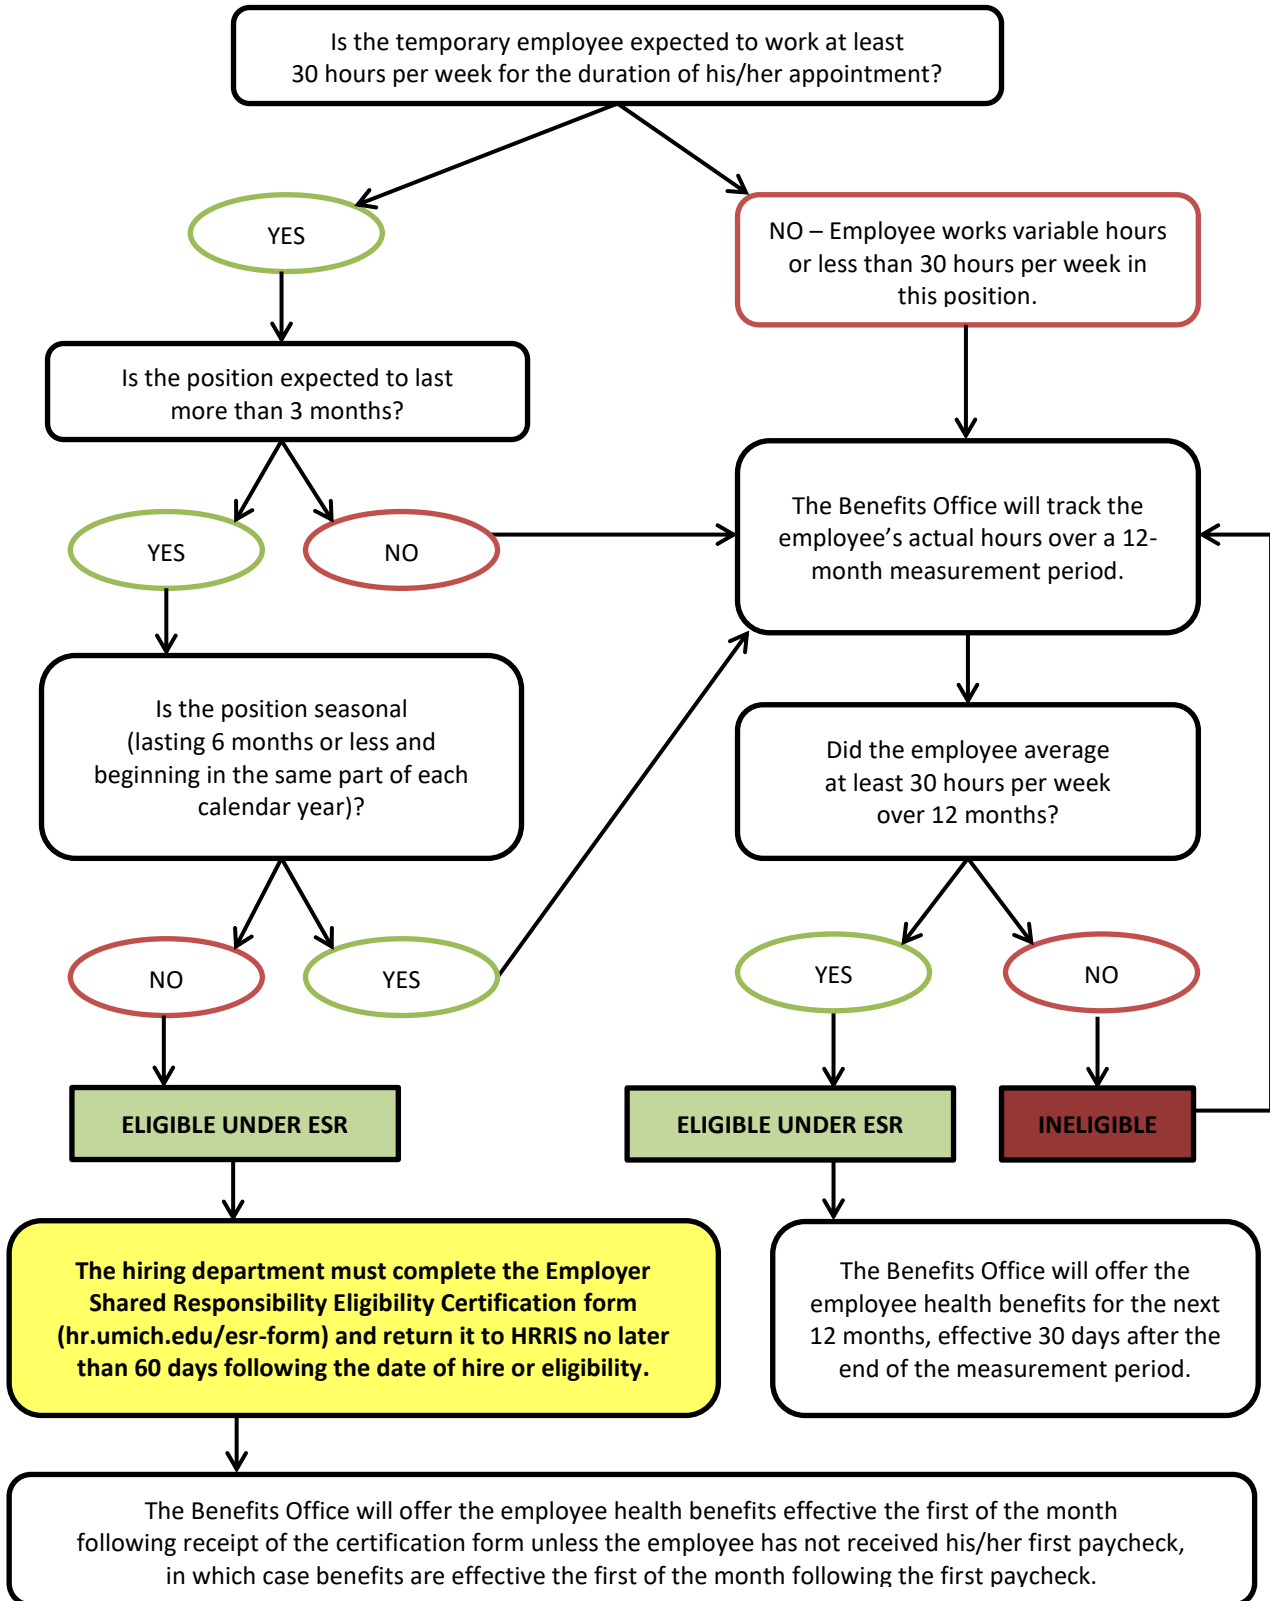 Is the temporary employee expected to work at least
30 hours per week for the duration of his/her appointment?
YES
NO – Employee works variable hours
or less than 30 hours per week in
this position.
Is the position expected to last
more than 3 months?
The Benefits Office will track the
employee’s actual hours over a 12-
month measurement period.
YES
NO
Is the position seasonal
(lasting 6 months or less and
beginning in the same part of each
calendar year)?
Did the employee average
at least 30 hours per week
over 12 months?
NO
YES
YES
NO
ELIGIBLE UNDER ESR
ELIGIBLE UNDER ESR
INELIGIBLE
The hiring department must complete the Employer
Shared Responsibility Eligibility Certification form
(hr.umich.edu/esr-form) and return it to HRRIS no later
than 60 days following the date of hire or eligibility.
The Benefits Office will offer the
employee health benefits for the next
12 months, effective 30 days after the
end of the measurement period.
The Benefits Office will offer the employee health benefits effective the first of the month
following receipt of the certification form unless the employee has not received his/her first paycheck,
in which case benefits are effective the first of the month following the first paycheck.